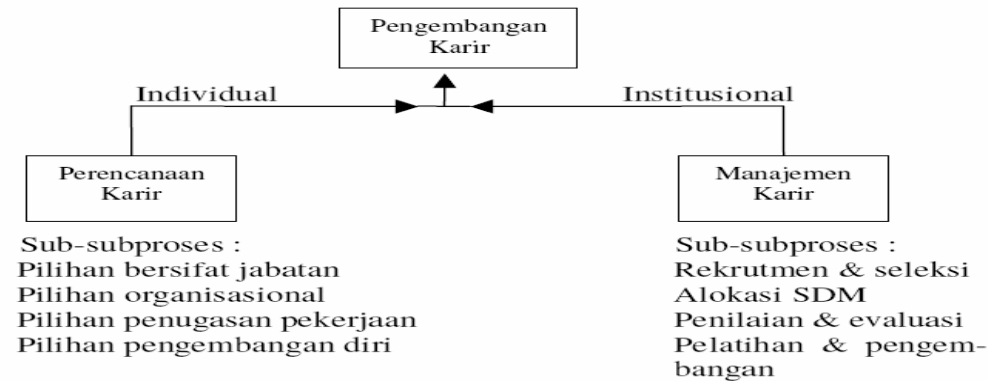 Pengembangan
Karir
Individual
Institusional
Perencanaan
Karir
Sub-subproses :
Pilihan bersifat jabatan
Pilihan organisasional
Pilihan penugasan pekerjaan
Pilihan pengembangan diri
Manajemen
Karir
Sub-subproses :
Rekrutmen & seleksi
Alokasi SDM
Penilaian & evaluasi
Pelatihan & pengem-
bangan